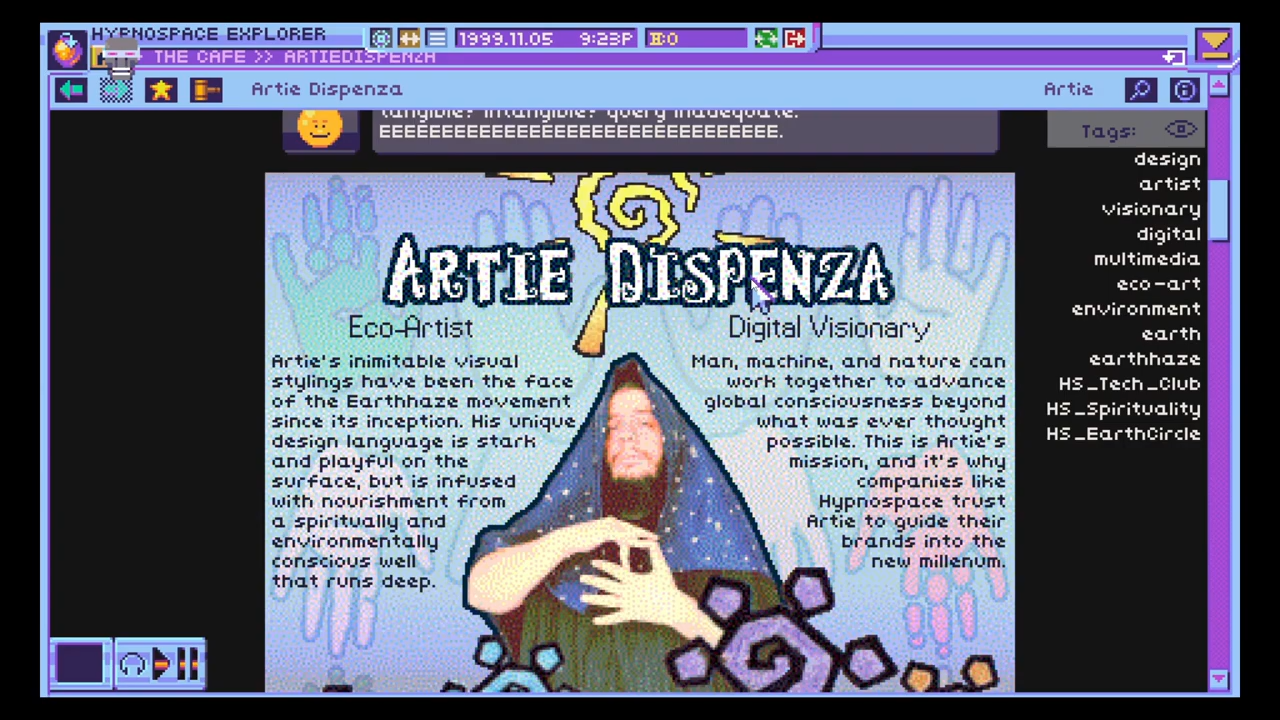 HYPNOSPACE EXPLORER
1999.11.05 9:23P
:0
THE CAFE >> ARTIEDISPENZA
Artie Dispenza
Artie
tangible? intangible? query inadequate.
EEEEEEEEEEEEEEEEEEEEEEEEEEEEEEEE.
Tags:
design
artist
visionary
digital
multimedia
eco-art
environment
earth
earthhaze
HS_Tech_Club
HS_Spirituality
HS_EarthCircle
ARTIE DISPENZA
Eco-Artist
Artie's inimitable visual
stylings have been the face
of the Earthhaze movement
since its inception. His unique
design language is stark
and playful on the
surface, but is infused
with nourishment from
a spiritually and
environmentally
conscious well
that runs deep.
Digital Visionary
Man, machine, and nature can
work together to advance
global consciousness beyond
what was ever thought
possible. This is Artie's
mission, and it's why
companies like
Hypnospace trust
Artie to guide their
brands into the
new millenum.